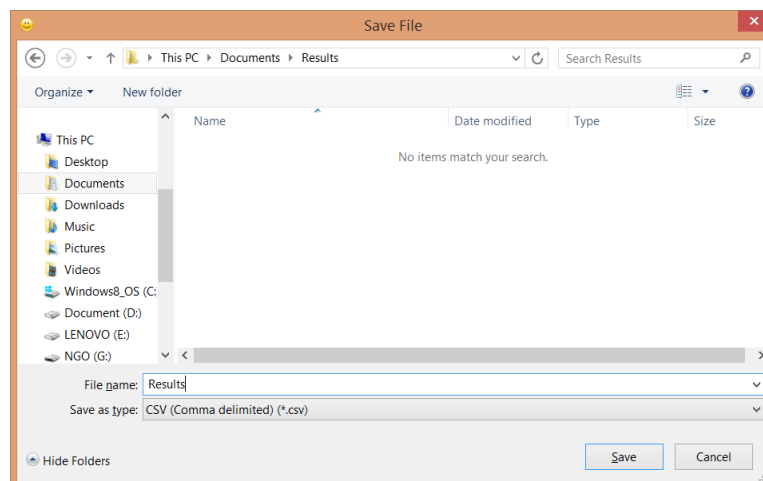 Save File
This PC Documents Results
Search Results
Organize New folder
Name Date modified Type Size
No items match your search.
This PC
Desktop
Documents
Downloads
Music
Pictures
Videos
Windows8_OS (C:
Document (D:)
LENOVO (E:)
NGO (G:)
File name: Results
Save as type: CSV (Comma delimited) (*.csv)
Hide Folders
Save Cancel